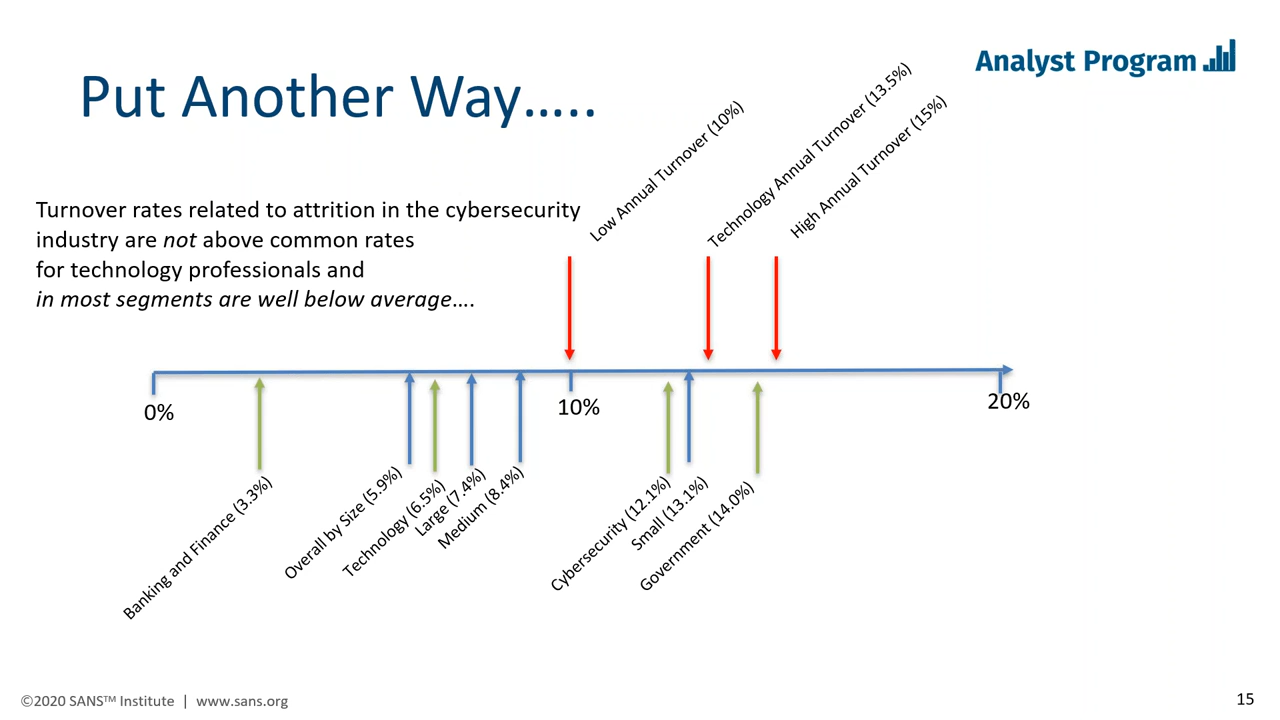 Analyst Program
Put Another Way…..
Turnover rates related to attrition in the cybersecurity
industry are not above common rates
for technology professionals and
in most segments are well below average….
Low Annual Turnover (10%)
Technology Annual Turnover (13.5%)
High Annual Turnover (15%)
0%
10%
20%
Banking and Finance (3.3%)
Overall by Size (5.9%)
Technology (6.5%)
Large (7.4%)
Medium (8.4%)
Cybersecurity (12.1%)
Small (13.1%)
Government (14.0%)
©2020 SANS™ Institute | www.sans.org
15